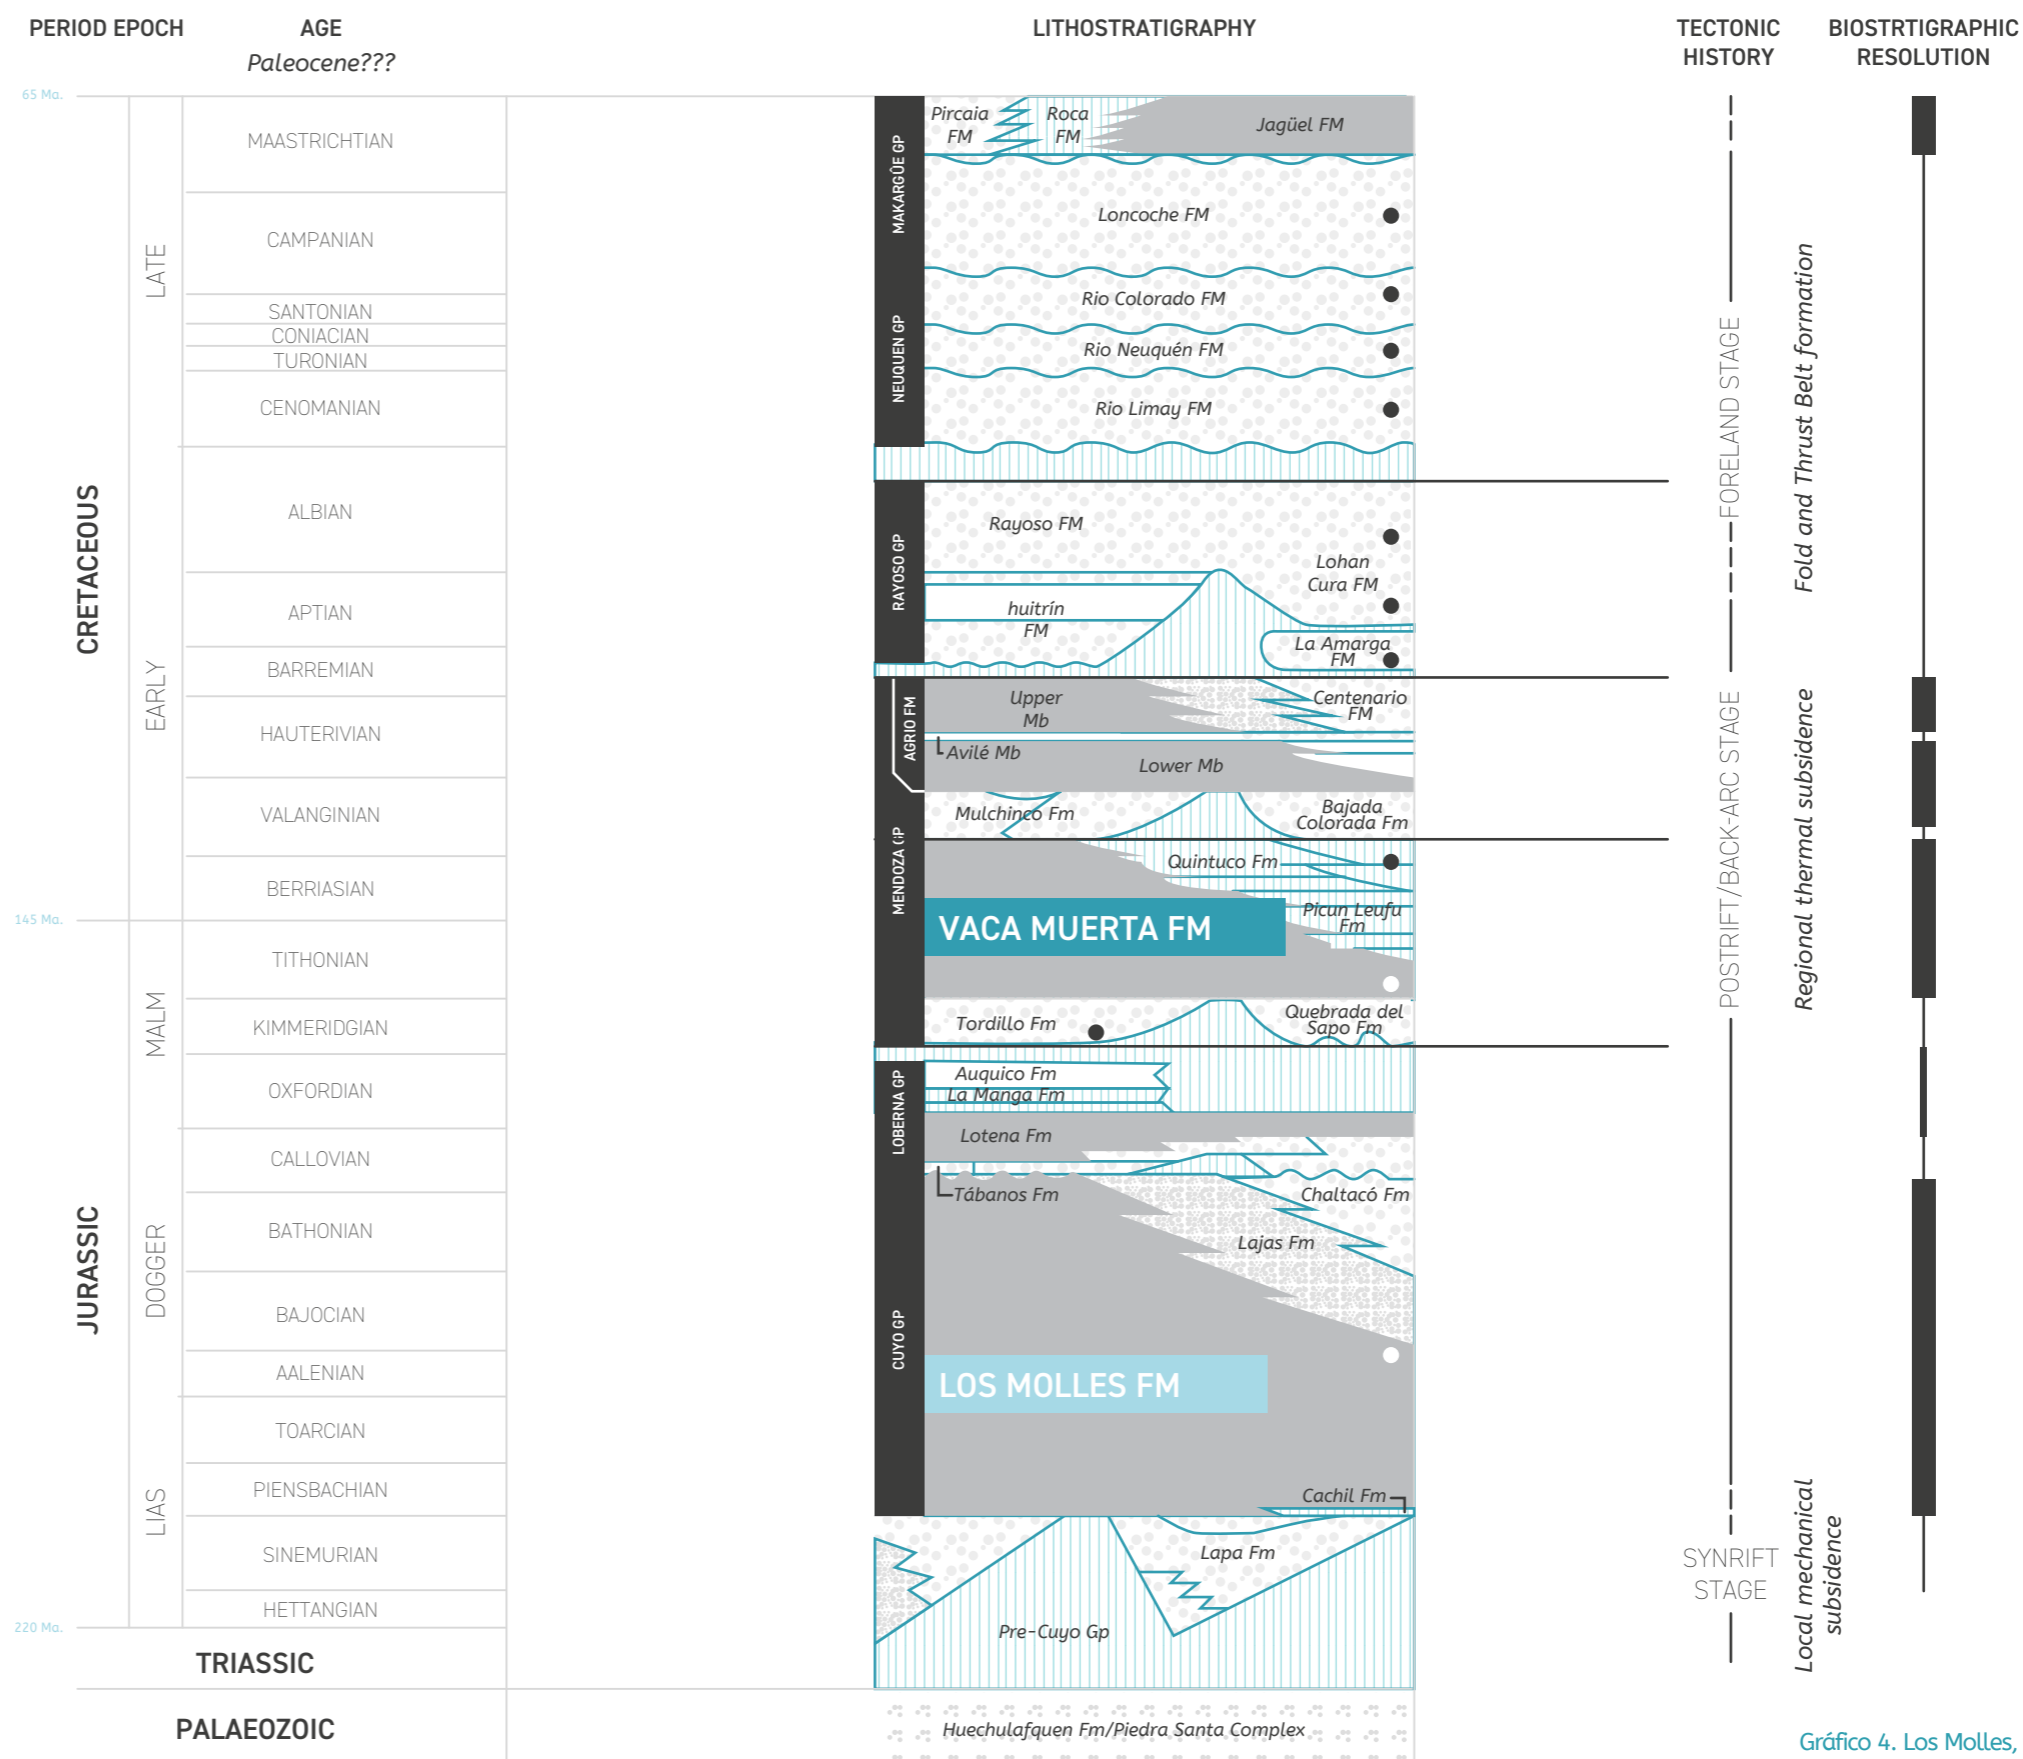 PERIOD EPOCH
AGE
LITHOSTRATIGRAPHY
TECTONIC
HISTORY
BIOSTRTIGRAPHIC
RESOLUTION
Paleocene???
65 Ma.
145 Ma.
220 Ma.
CRETACEOUS
JURASSIC
TRIASSIC
PALAEOZOIC
LATE
EARLY
MALM
DOGGER
LIAS
MAASTRICHTIAN
CAMPANIAN
SANTONIAN
CONIACIAN
TURONIAN
CENOMANIAN
ALBIAN
APTIAN
BARREMIAN
HAUTERIVIAN
VALANGINIAN
BERRIASIAN
TITHONIAN
KIMMERIDGIAN
OXFORDIAN
CALLOVIAN
BATHONIAN
BAJOCIAN
AALENIAN
TOARCIAN
PIENSBACHIAN
SINEMURIAN
HETTANGIAN
MAKARGÜE GP
NEUQUEN GP
RAYOSO GP
AGRIO FM
MENDOZA GP
LOBERNA GP
CUYO GP
Pircaia
FM
Roca
FM
Jagüel FM
Loncoche FM
Rio Colorado FM
Rio Neuquén FM
Rio Limay FM
Rayoso FM
Lohan
Cura FM
huitrín
FM
La Amarga
FM
Upper
Mb
Centenario
FM
Avilé Mb
Lower Mb
Mulchinco Fm
Bajada
Colorada Fm
Quintuco Fm
VACA MUERTA FM
Picun Leufu
Fm
Tordillo Fm
Quebrada del
Sapo Fm
Auquico Fm
La Manga Fm
Lotena Fm
Tábanos Fm
Chaltacó Fm
Lajas Fm
LOS MOLLES FM
Cachil Fm
Lapa Fm
Pre-Cuyo Gp
Huechulafquen Fm/Piedra Santa Complex
FORELAND STAGE
Fold and Thrust Belt formation
POSTRIFT/BACK-ARC STAGE
Regional thermal subsidence
SYNRIFT
STAGE
Local mechanical
subsidence
Gráfico 4. Los Molles,